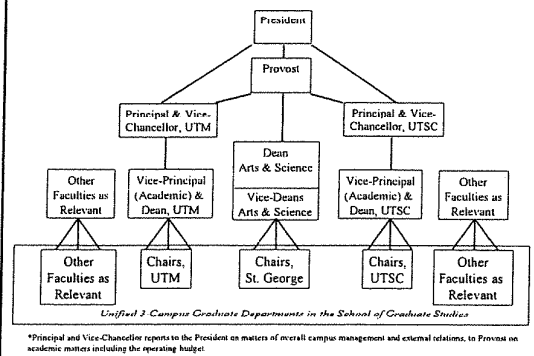 President
Provost
Principal & Vice-
Chancellor, UTM
Principal & Vice-
Chancellor, UTSC
Dean
Arts & Science
Vice-Deans
Arts & Science
Other
Faculties as
Relevant
Vice-Principal
(Academic) &
Dean, UTM
Vice-Principal
(Academic) &
Dean, UTSC
Other
Faculties as
Relevant
Other
Faculties as
Relevant
Chairs,
UTM
Chairs,
St. George
Chairs,
UTSC
Other
Faculties as
Relevant
Unified 3-Campus Graduate Departments in the School of Graduate Studies
*Principal and Vice-Chancellor reports to the President on matters of overall campus management and external relations, to Provost on
academic matters including the operating budget.